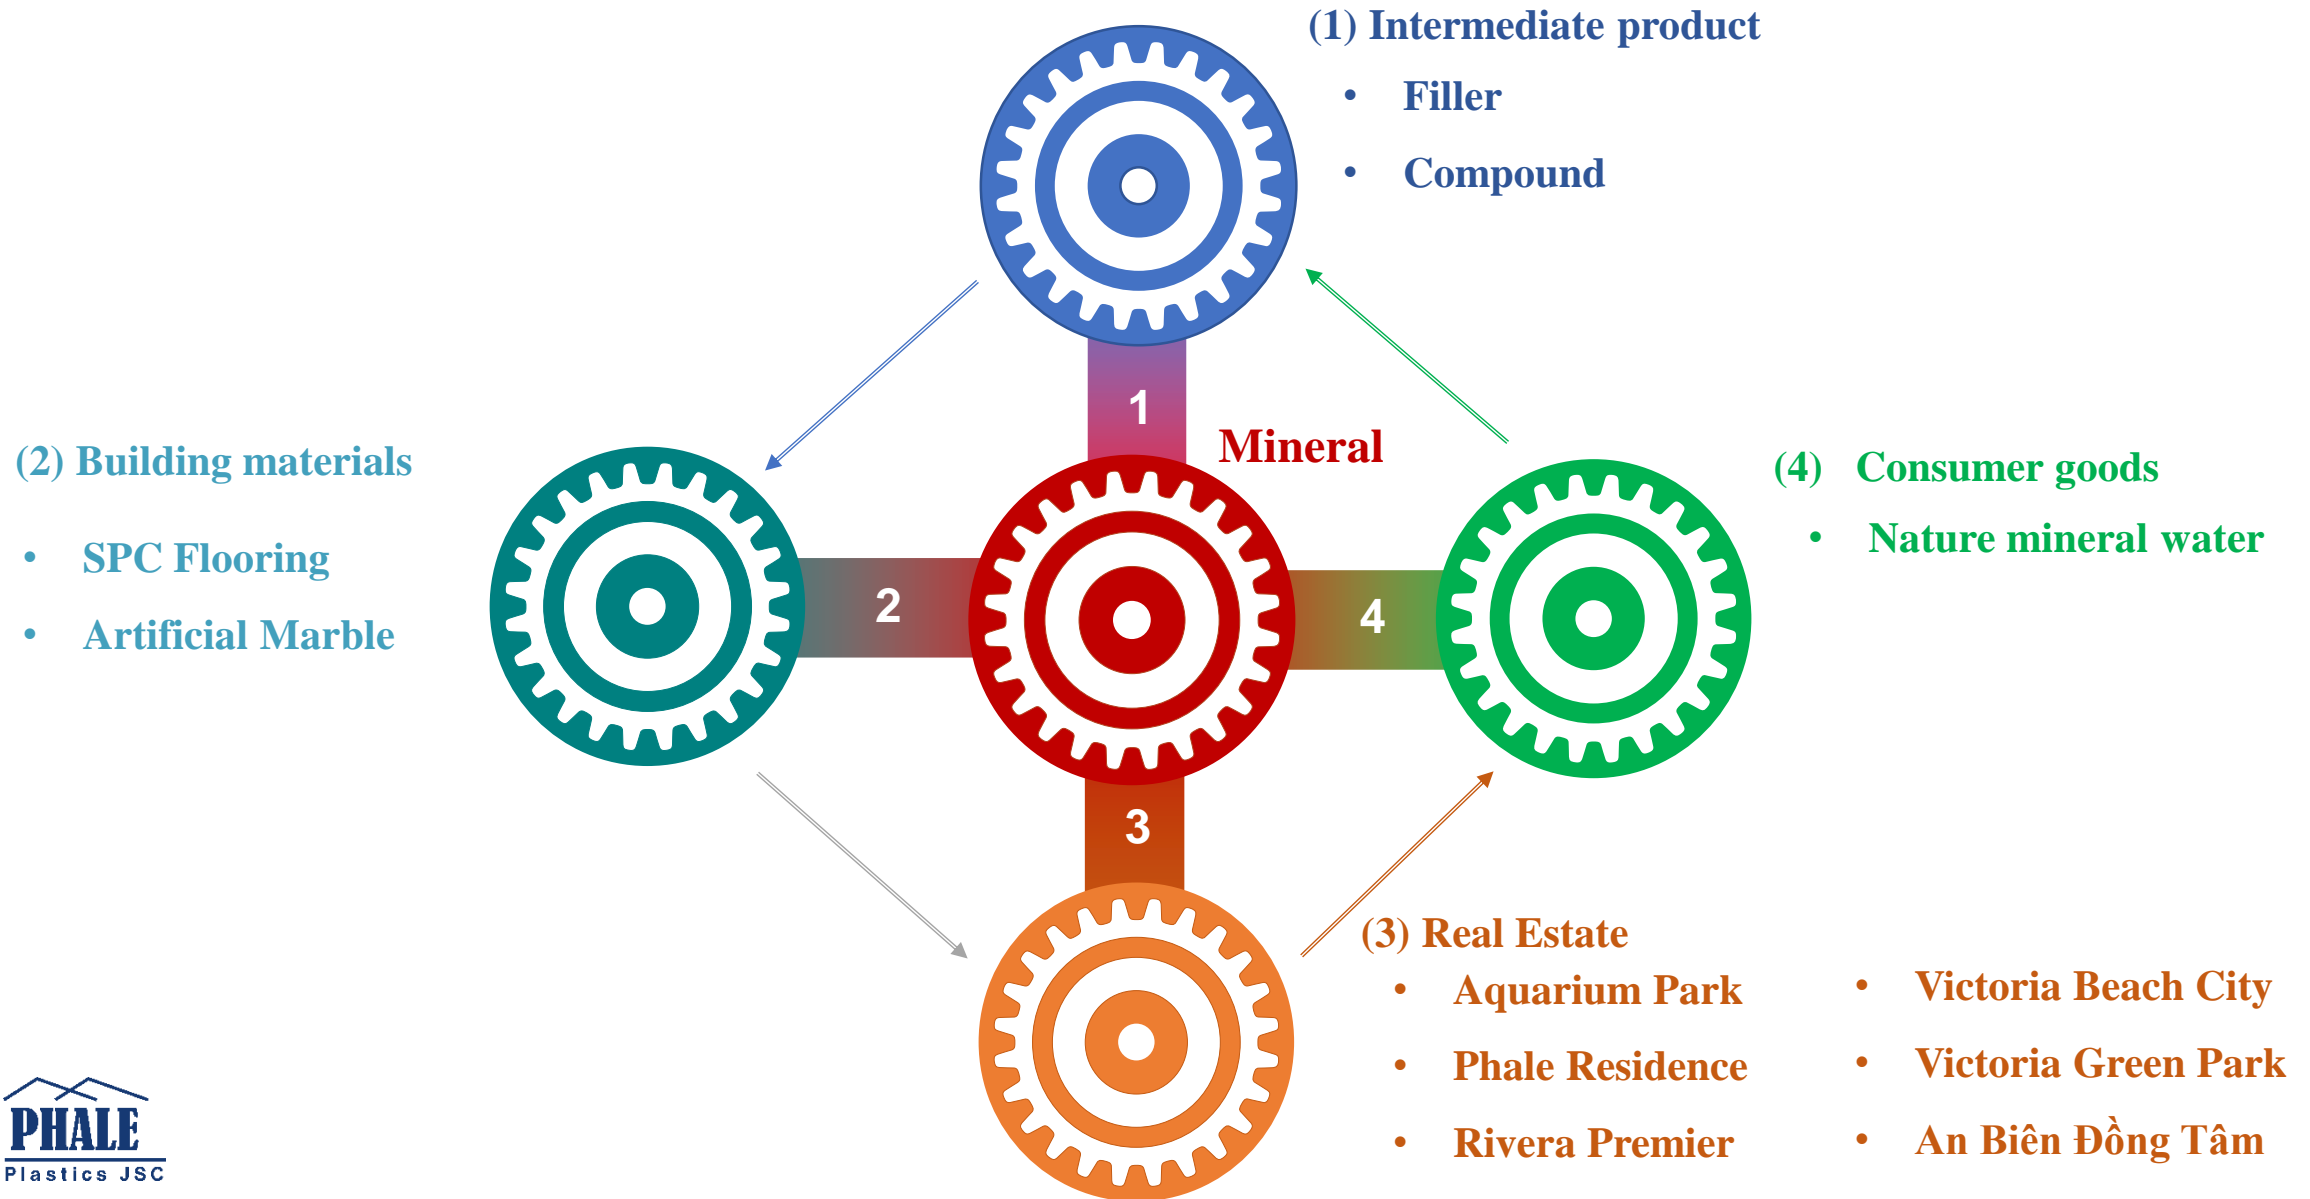 (1) Intermediate product
• Filler
• Compound
1
Mineral
(2) Building materials
• SPC Flooring
• Artificial Marble
2
4
(4) Consumer goods
• Nature mineral water
3
(3) Real Estate
• Aquarium Park
• Phale Residence
• Rivera Premier
• Victoria Beach City
• Victoria Green Park
• An Biên Đồng Tâm
PHALE
Plastics JSC